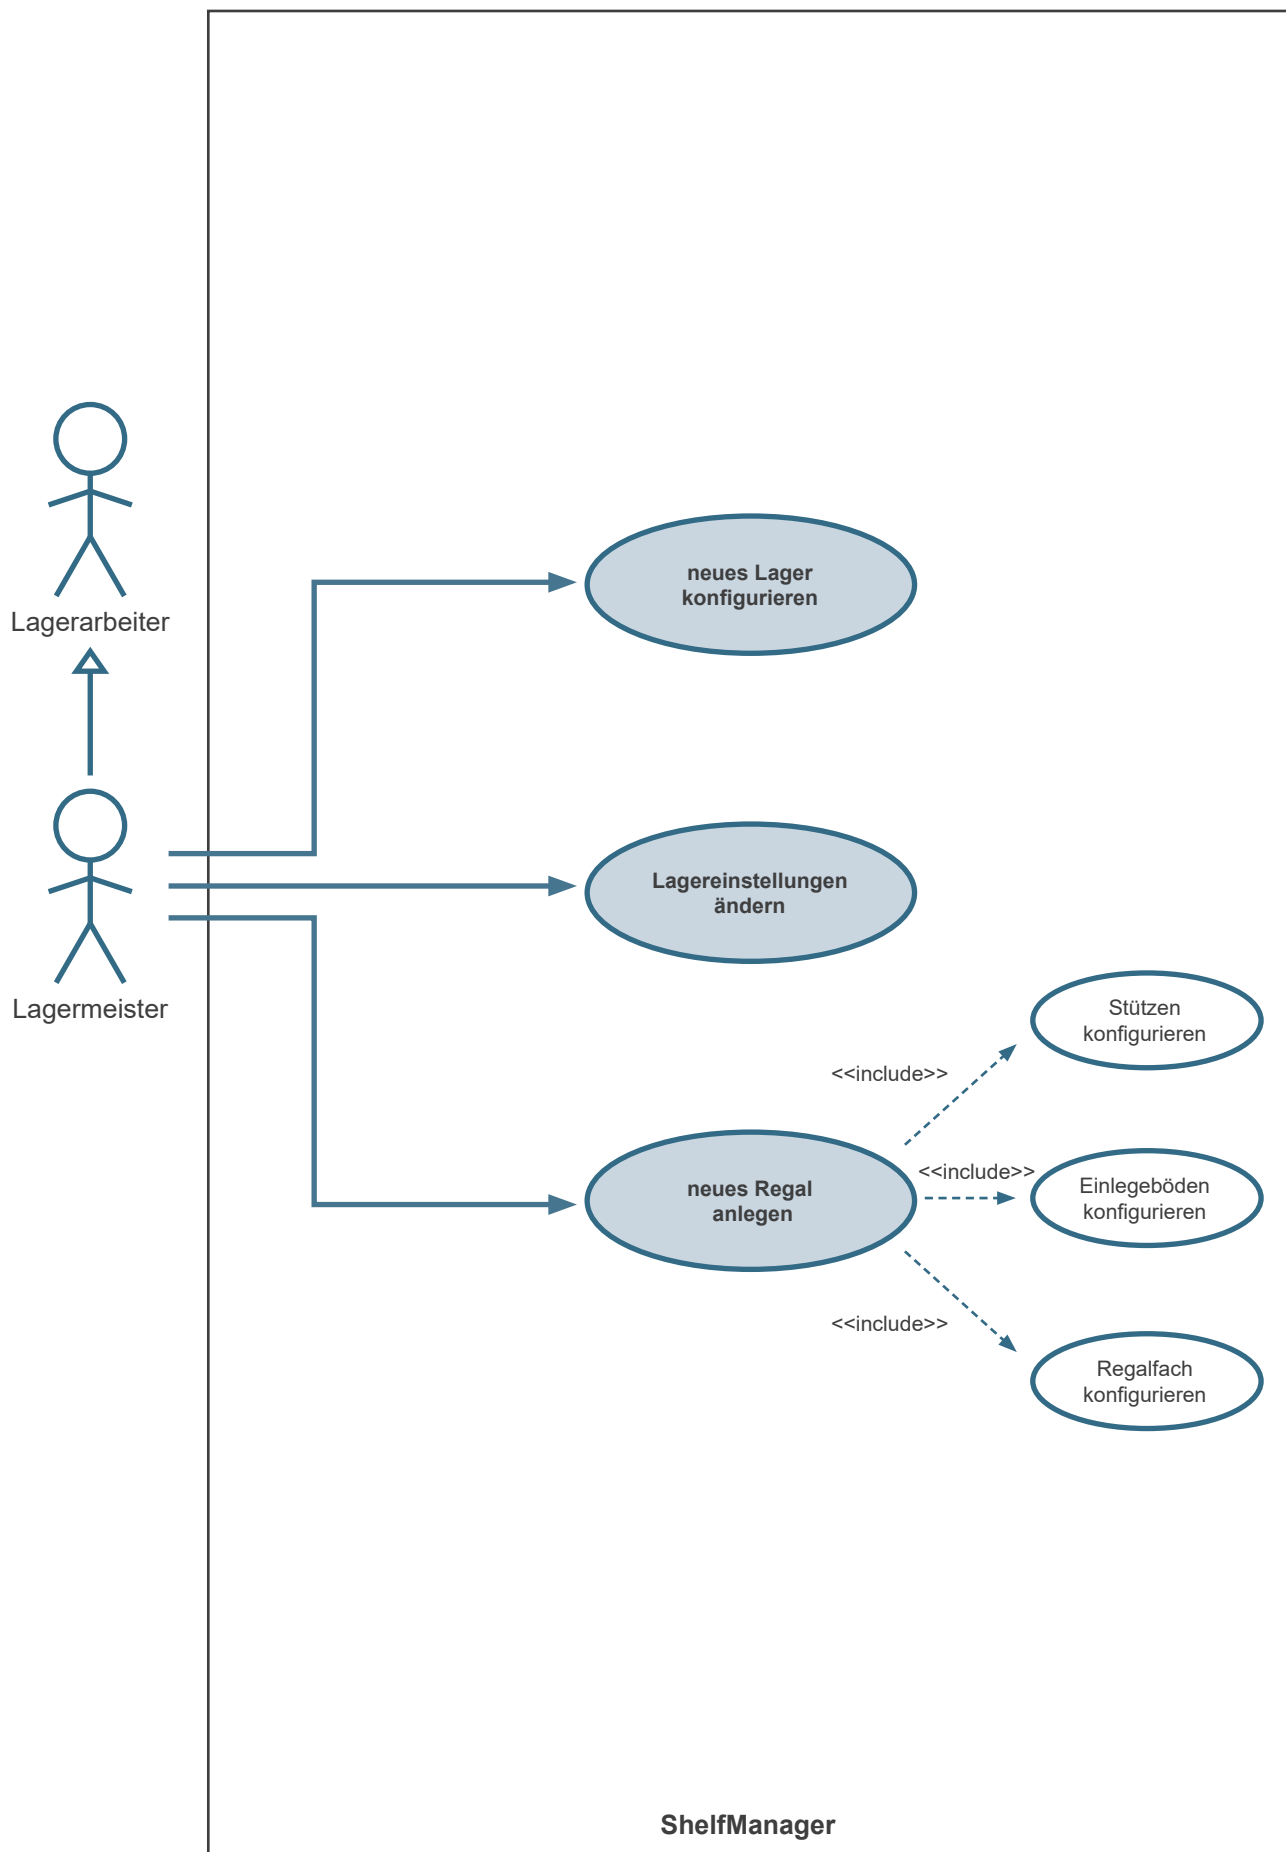 Lagerarbeiter
neues Lager
konfigurieren
Lagermeister
Lagereinstellungen
ändern
neues Regal
anlegen
<<include>>
Stützen
konfigurieren
<<include>>
Einlegeböden
konfigurieren
<<include>>
Regalfach
konfigurieren
ShelfManager